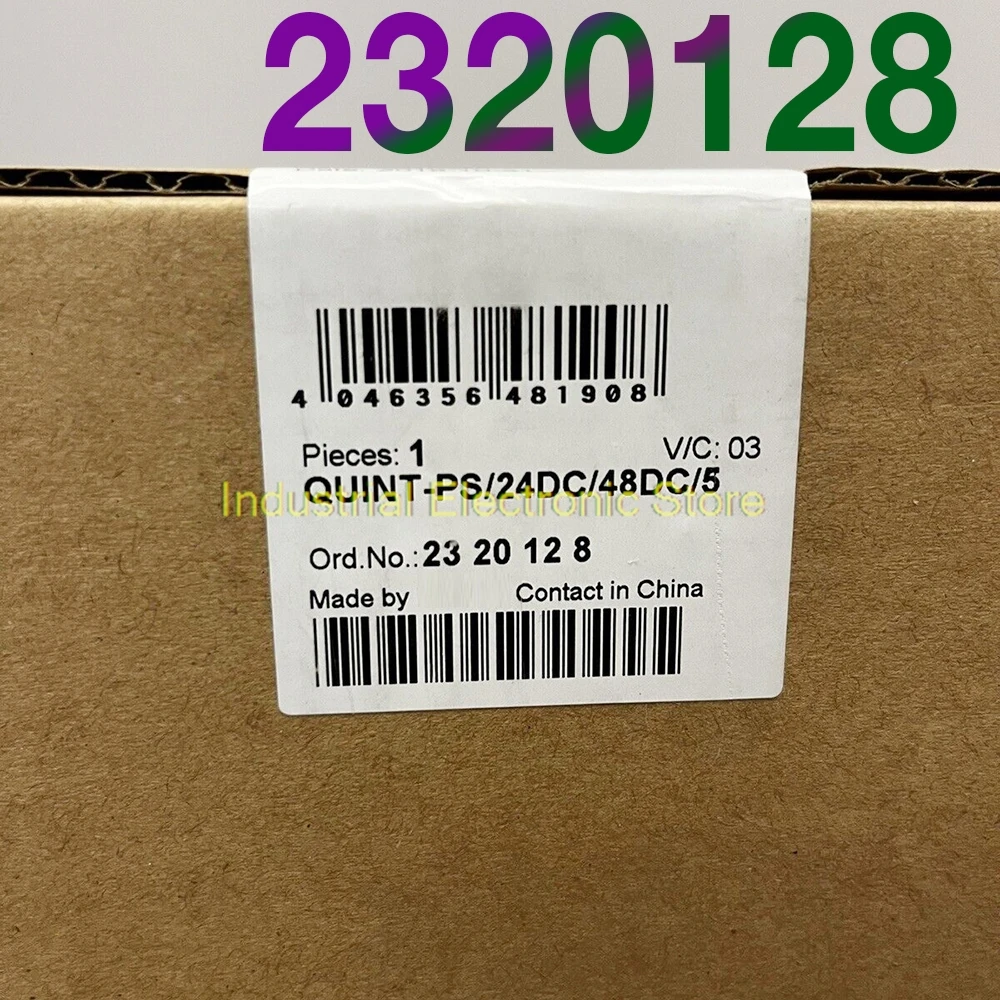 2320128
4 046356 481908
Pieces: 1
V/C: 03
QUINT-PS/24DC/48DC/5
Industrial Electronic Store
Ord.No.: 23 20 12 8
Made by
Contact in China